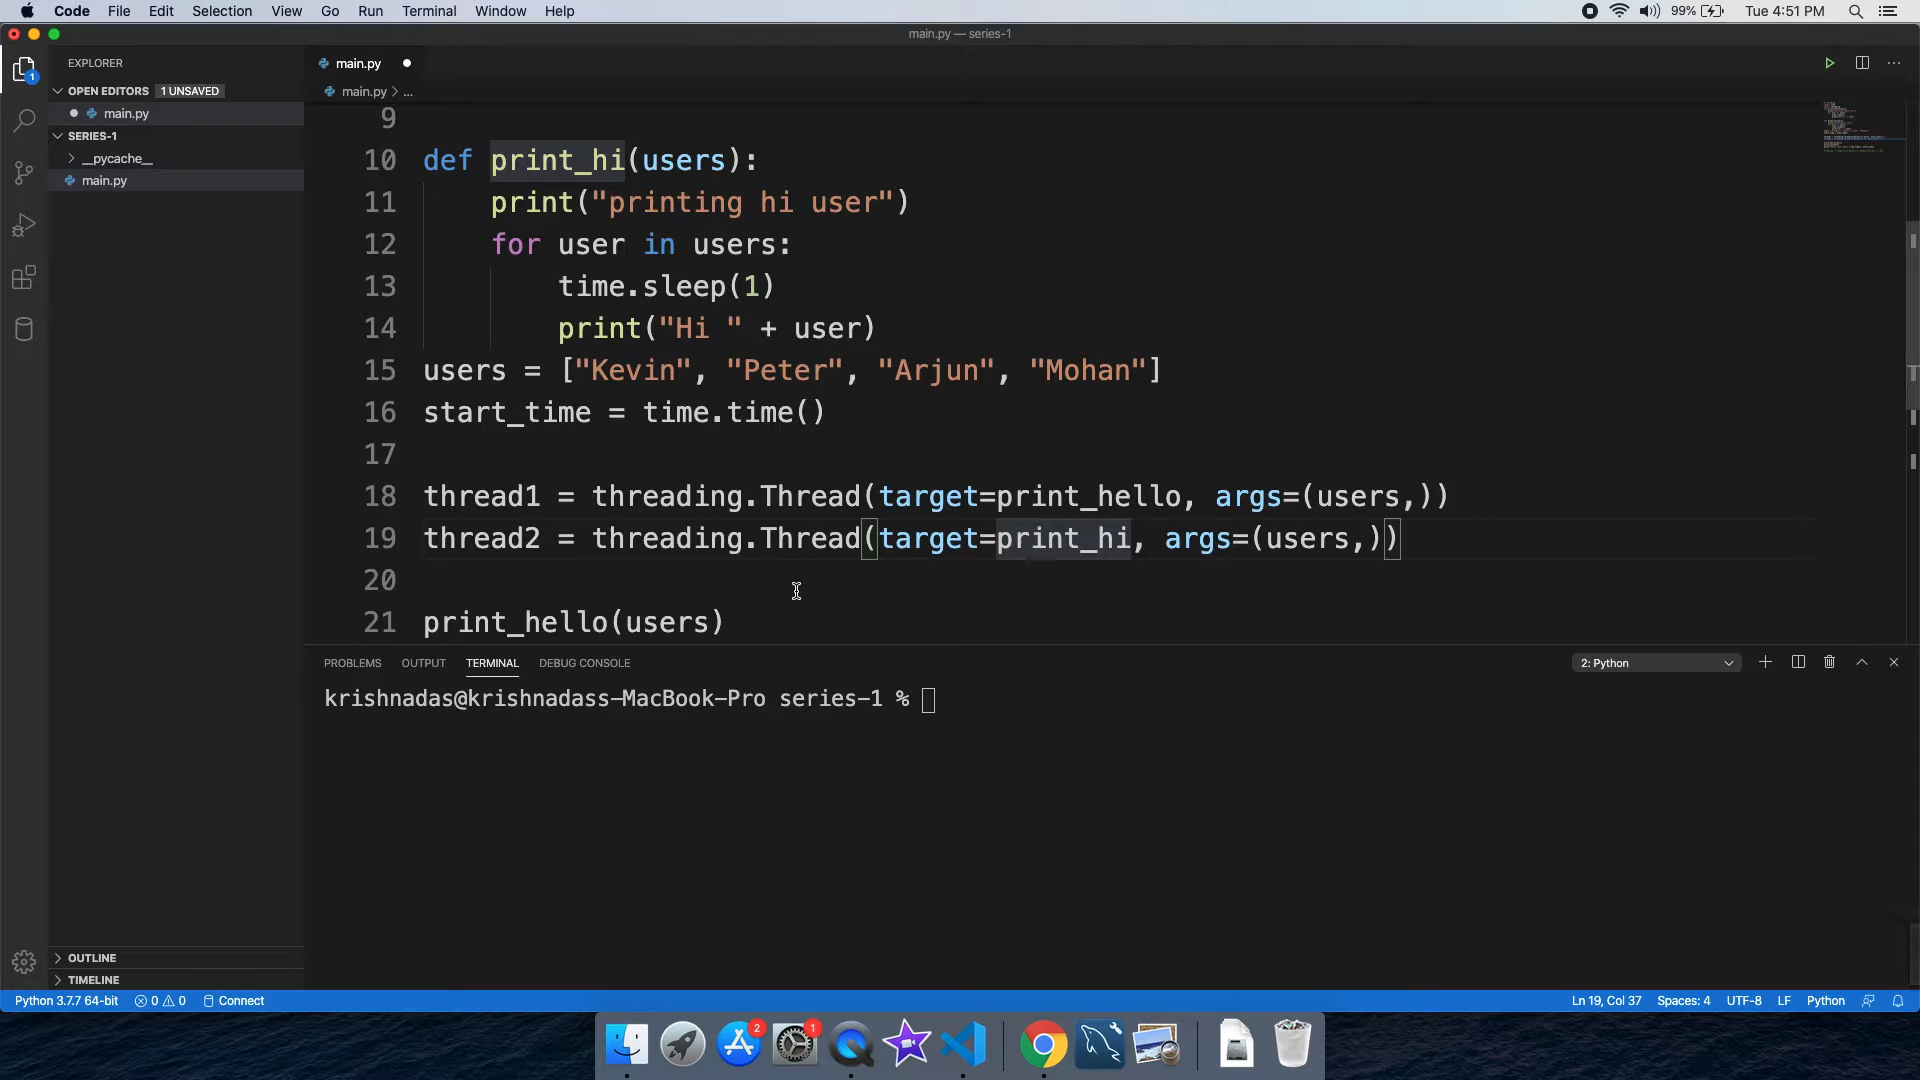 Code File Edit Selection View Go Run Terminal Window Help 99% Tue 4:51 PM
main.py — series-1
EXPLORER
main.py
OPEN EDITORS 1 UNSAVED
main.py > ...
main.py
SERIES-1
__pycache__
main.py
9
10 def print_hi(users):
11 print("printing hi user")
12 for user in users:
13 time.sleep(1)
14 print("Hi " + user)
15 users = ["Kevin", "Peter", "Arjun", "Mohan"]
16 start_time = time.time()
17
18 thread1 = threading.Thread(target=print_hello, args=(users,))
19 thread2 = threading.Thread(target=print_hi, args=(users,))
20
21 print_hello(users)
PROBLEMS OUTPUT TERMINAL DEBUG CONSOLE 2: Python
krishnadas@krishnadass-MacBook-Pro series-1 %
OUTLINE
TIMELINE
Python 3.7.7 64-bit 0 0 Connect Ln 19, Col 37 Spaces: 4 UTF-8 LF Python
2 1